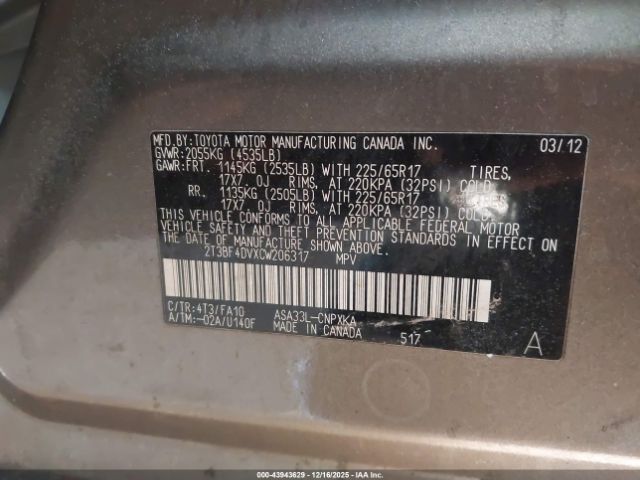 MFD.BY:TOYOTA MOTOR MANUFACTURING CANADA INC. 03/12
GVWR:2055KG (4535LB)
GAWR:FRT. 1145KG (2535LB) WITH 225/65R17 TIRES,
17X7 0J RIMS, AT 220KPA (32PSI) COLD
RR. 1135KG (2505LB) WITH 225/65R17 TIRES,
17X7 0J RIMS, AT 220KPA (32PSI) COLD
THIS VEHICLE CONFORMS TO ALL APPLICABLE FEDERAL MOTOR
VEHICLE SAFETY AND THEFT PREVENTION STANDARDS IN EFFECT ON
THE DATE OF MANUFACTURE SHOWN ABOVE.
2T3BF4DVXCW206317 MPV
C/TR:4T3/FA10 ASA33L-CNPXKA
A/TM:-02A/U140F MADE IN CANADA 517 A
000-43943629 - 12/16/2025 - IAA Inc.